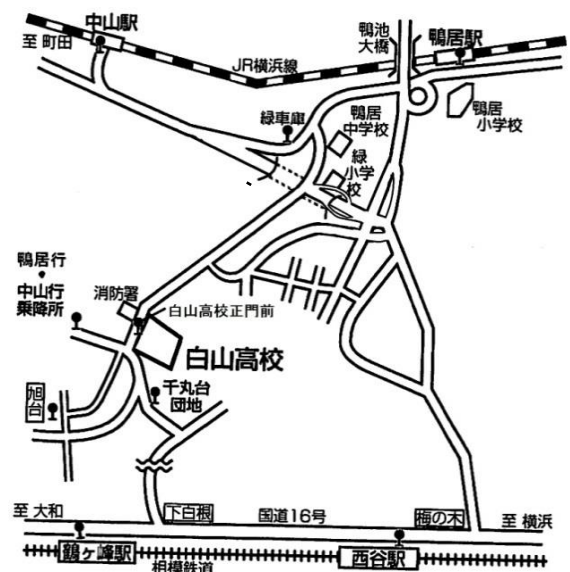 中山駅
至 町田
JR横浜線
鴨池
大橋
鴨居駅
緑車庫
鴨居
中学校
緑
小学
校
鴨居
小学校
鴨居行
・
中山行
乗降所
消防署
白山高校正門前
白山高校
旭台
千丸台
団地
至 大和
下白根
国道16号
梅の木
至 横浜
鶴ヶ峰駅
相模鉄道
西谷駅